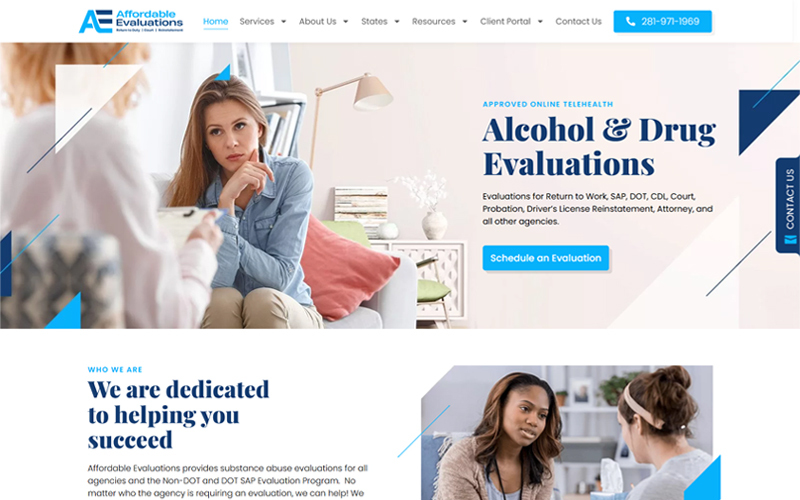 Affordable
Evaluations
Return to Duty | Court | Reinstatement
Home Services About Us States Resources Client Portal Contact Us 281-971-1969
APPROVED ONLINE TELEHEALTH
Alcohol & Drug
Evaluations
Evaluations for Return to Work, SAP, DOT, CDL, Court,
Probation, Driver's License Reinstatement, Attorney, and
all other agencies.
Schedule an Evaluation
CONTACT US
WHO WE ARE
We are dedicated
to helping you
succeed
Affordable Evaluations provides substance abuse evaluations for all
agencies and the Non-DOT and DOT SAP Evaluation Program. No
matter who the agency is requiring an evaluation, we can help! We